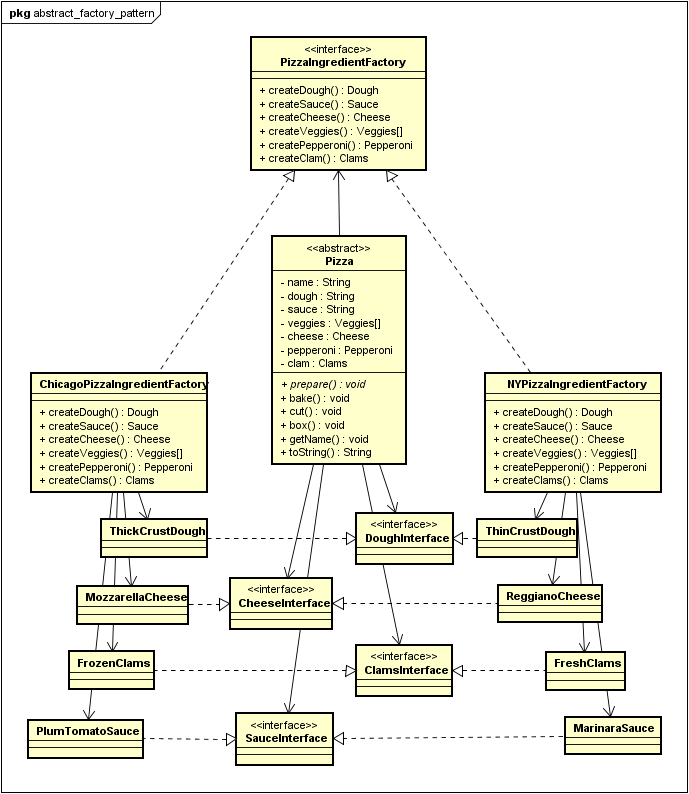 pkg abstract_factory_pattern
<<interface>>
PizzaIngredientFactory
+ createDough() : Dough
+ createSauce() : Sauce
+ createCheese() : Cheese
+ createVeggies() : Veggies[]
+ createPepperoni() : Pepperoni
+ createClam() : Clams
<<abstract>>
Pizza
- name : String
- dough : String
- sauce : String
- veggies : Veggies[]
- cheese : Cheese
- pepperoni : Pepperoni
- clam : Clams
+ prepare() : void
+ bake() : void
+ cut() : void
+ box() : void
+ getName() : void
+ toString() : String
ChicagoPizzaIngredientFactory
+ createDough() : Dough
+ createSauce() : Sauce
+ createCheese() : Cheese
+ createVeggies() : Veggies[]
+ createPepperoni() : Pepperoni
+ createClams() : Clams
NYPizzaIngredientFactory
+ createDough() : Dough
+ createSauce() : Sauce
+ createCheese() : Cheese
+ createVeggies() : Veggies[]
+ createPepperoni() : Pepperoni
+ createClams() : Clams
ThickCrustDough
<<interface>>
DoughInterface
ThinCrustDough
MozzarellaCheese
<<interface>>
CheeseInterface
ReggianoCheese
FrozenClams
<<interface>>
ClamsInterface
FreshClams
PlumTomatoSauce
<<interface>>
SauceInterface
MarinaraSauce